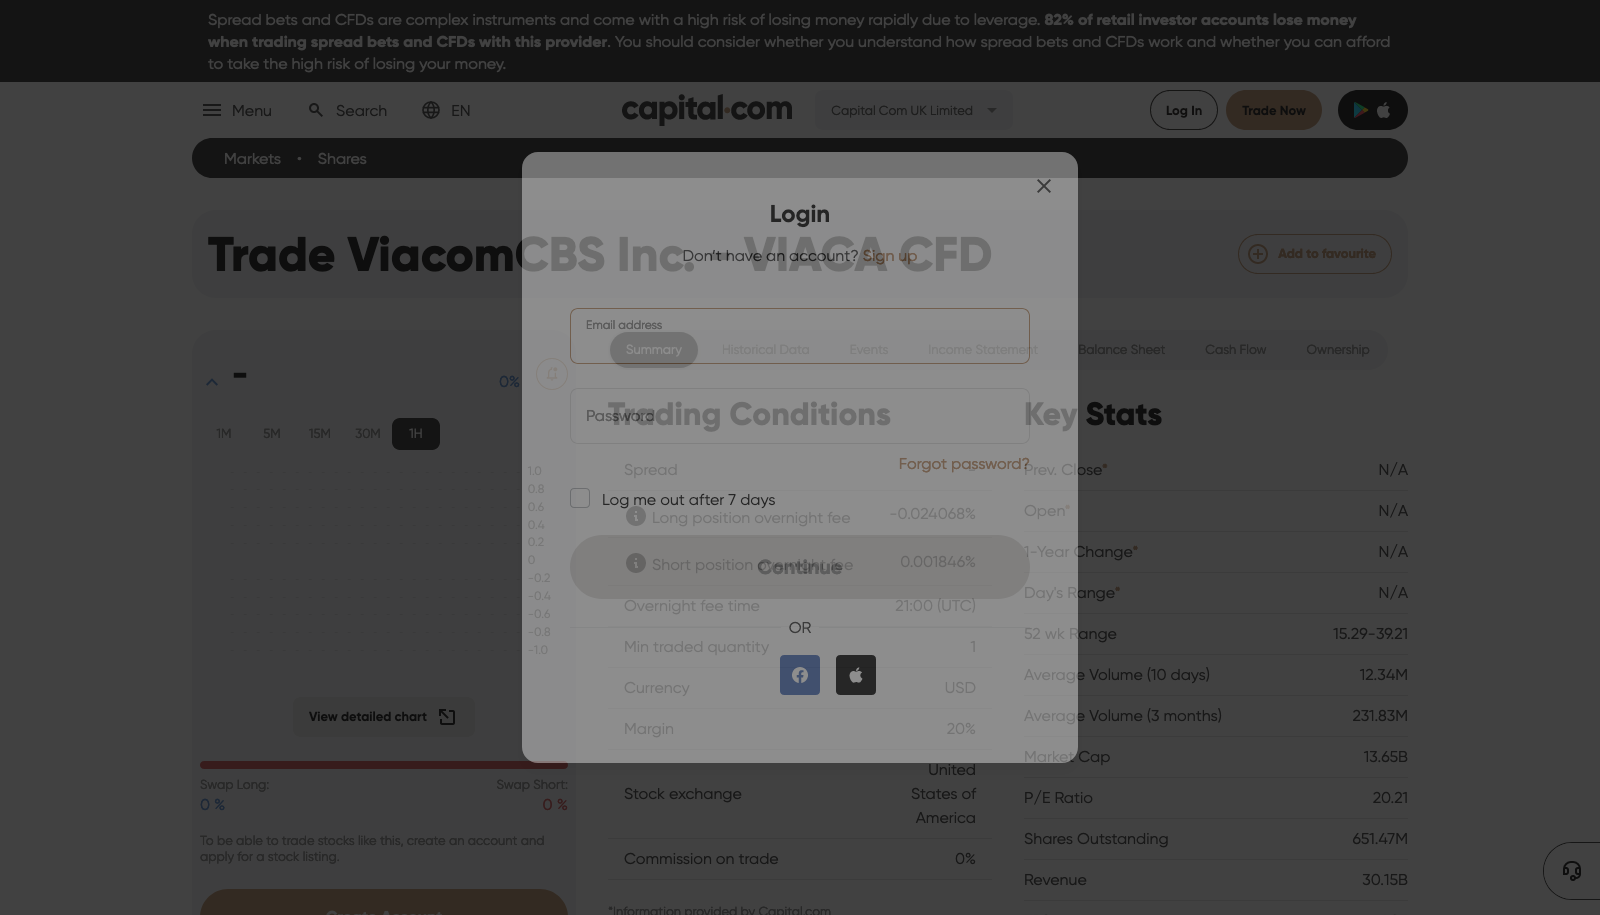 Spread bets and CFDs are complex instruments and come with a high risk of losing money rapidly due to leverage. 82% of retail investor accounts lose money
when trading spread bets and CFDs with this provider. You should consider whether you understand how spread bets and CFDs work and whether you can afford
to take the high risk of losing your money.
Menu
Search
EN
capital.com
Capital Com UK Limited
Log In
Trade Now
Markets • Shares
Trade ViacomCBS Inc. - VIACA CFD
Add to favourite
Login
Don't have an account? Sign up
Email address
Password
Forgot password?
Log me out after 7 days
Continue
OR
Summary
Historical Data
Events
Income Statement
Balance Sheet
Cash Flow
Ownership
-
0%
1M
5M
15M
30M
1H
1.0
0.8
0.6
0.4
0.2
0
-0.2
-0.4
-0.6
-0.8
-1.0
View detailed chart
Swap Long:
0 %
Swap Short:
0 %
To be able to trade stocks like this, create an account and
apply for a stock listing.
Create Account
Trading Conditions
Spread
Long position overnight fee -0.024068%
Short position overnight fee 0.001846%
Overnight fee time 21:00 (UTC)
Min traded quantity 1
Currency USD
Margin 20%
Stock exchange United
States of
America
Commission on trade 0%
*Information provided by Capital.com
Key Stats
Prev. Close* N/A
Open* N/A
1-Year Change* N/A
Day's Range* N/A
52 wk Range 15.29-39.21
Average Volume (10 days) 12.34M
Average Volume (3 months) 231.83M
Market Cap 13.65B
P/E Ratio 20.21
Shares Outstanding 651.47M
Revenue 30.15B